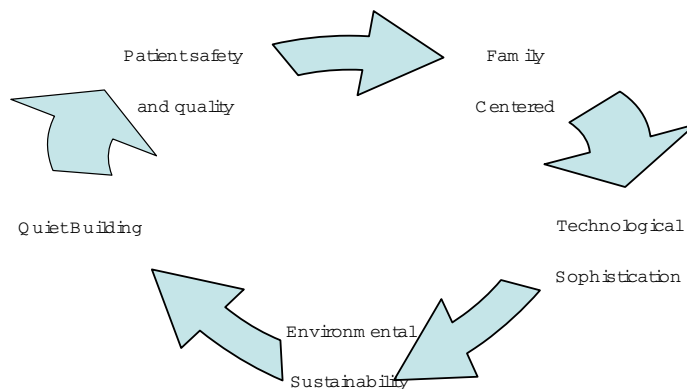 Patient safety
and quality
Family
Centered
Technological
Sophistication
Environmental
Sustainability
Quiet Building